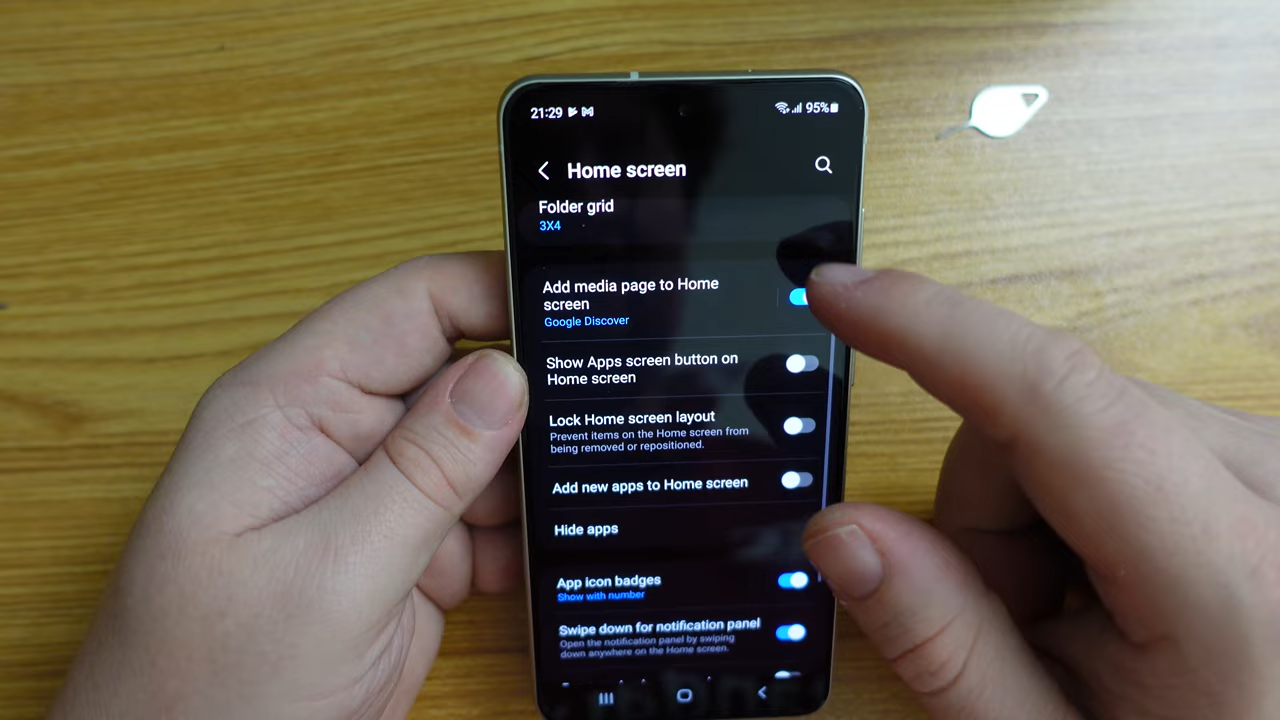 21:29
95%
Home screen
Folder grid
3X4
Add media page to Home
screen
Google Discover
Show Apps screen button on
Home screen
Lock Home screen layout
Prevent items on the Home screen from
being removed or repositioned.
Add new apps to Home screen
Hide apps
App icon badges
Show with number
Swipe down for notification panel
Open the notification panel by swiping
down anywhere on the Home screen.